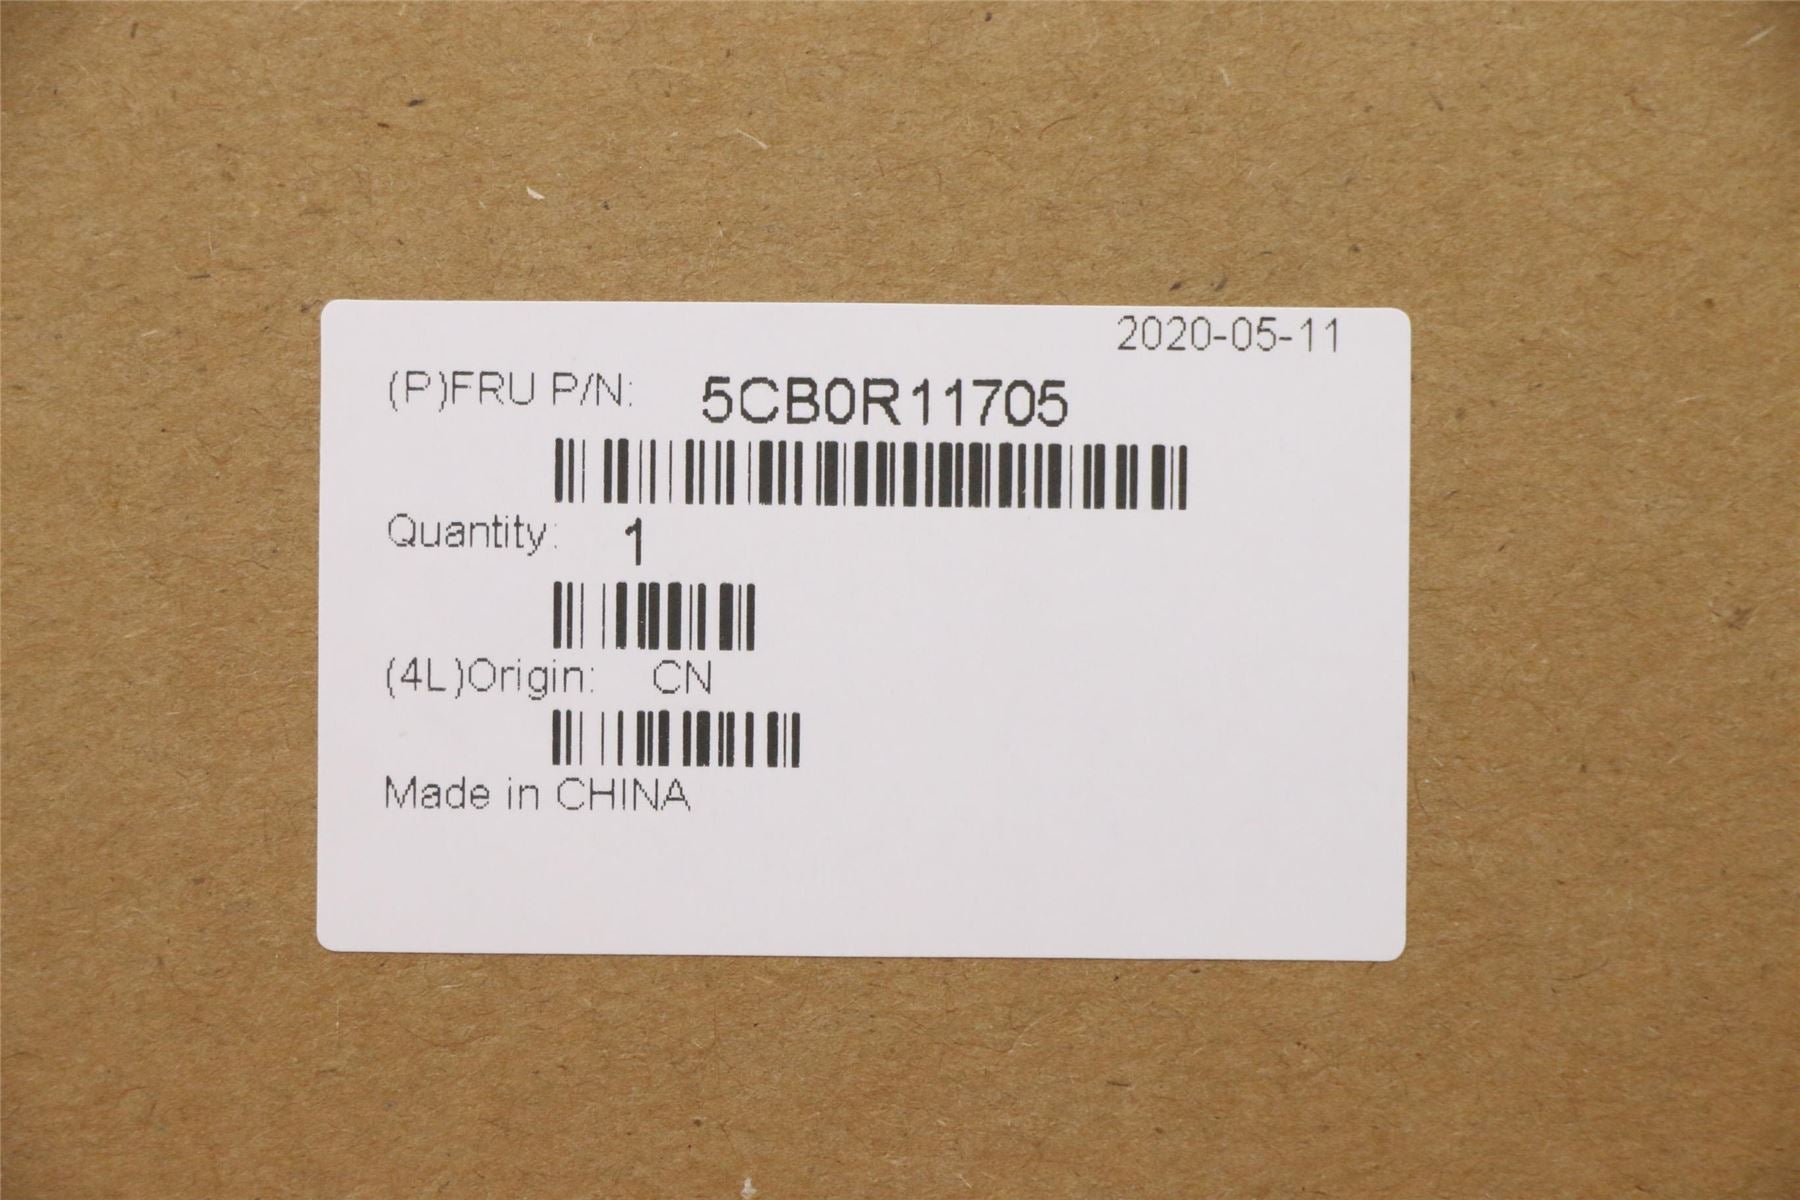 2020-05-11
(P)FRU P/N: 5CB0R11705
Quantity: 1
(4L)Origin: CN
Made in CHINA